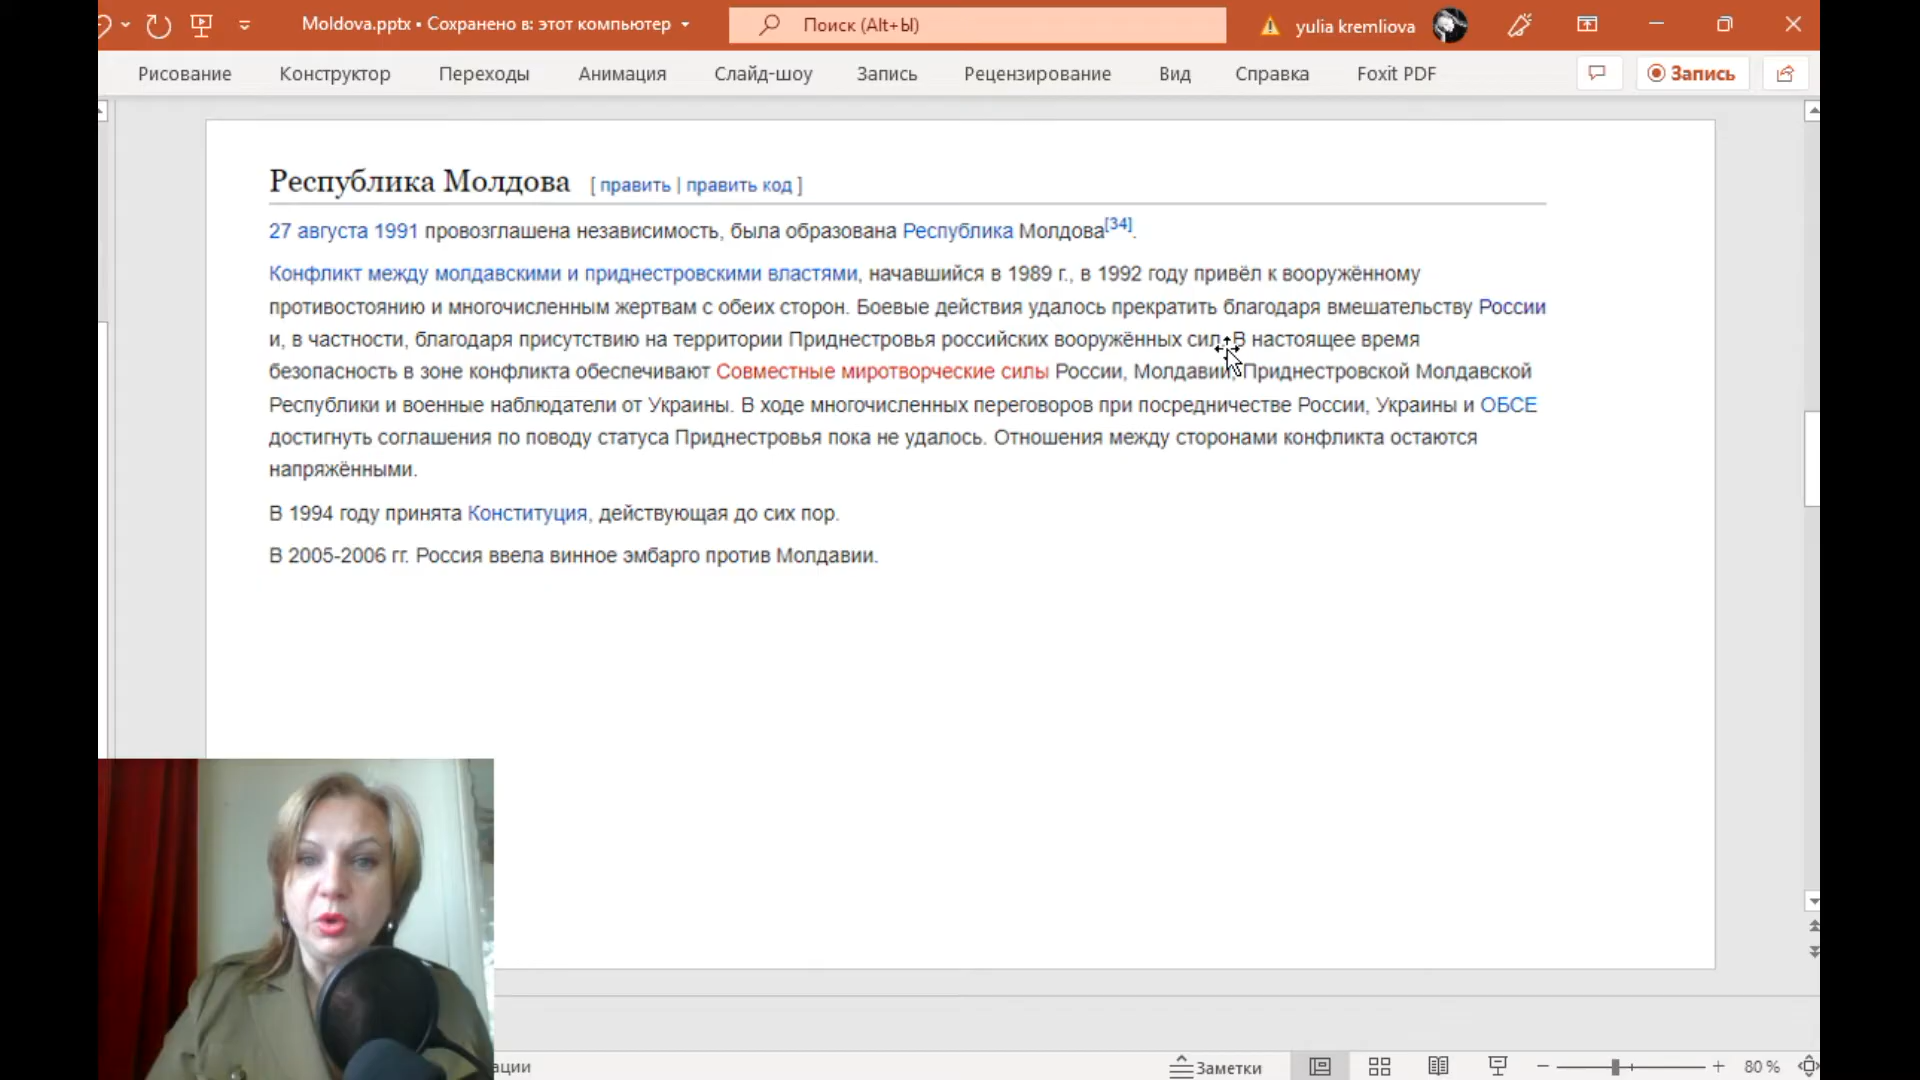 Moldova.pptx • Сохранено в: этот компьютер
Поиск (Alt+Ы)
yulia kremliova
Рисование Конструктор Переходы Анимация Слайд-шоу Запись Рецензирование Вид Справка Foxit PDF Запись
Республика Молдова [ править | править код ]
27 августа 1991 провозглашена независимость, была образована Республика Молдова[34].
Конфликт между молдавскими и приднестровскими властями, начавшийся в 1989 г., в 1992 году привёл к вооружённому
противостоянию и многочисленным жертвам с обеих сторон. Боевые действия удалось прекратить благодаря вмешательству России
и, в частности, благодаря присутствию на территории Приднестровья российских вооружённых сил. В настоящее время
безопасность в зоне конфликта обеспечивают Совместные миротворческие силы России, Молдавии, Приднестровской Молдавской
Республики и военные наблюдатели от Украины. В ходе многочисленных переговоров при посредничестве России, Украины и ОБСЕ
достигнуть соглашения по поводу статуса Приднестровья пока не удалось. Отношения между сторонами конфликта остаются
напряжёнными.
В 1994 году принята Конституция, действующая до сих пор.
В 2005-2006 гг. Россия ввела винное эмбарго против Молдавии.
ации
Заметки
80 %